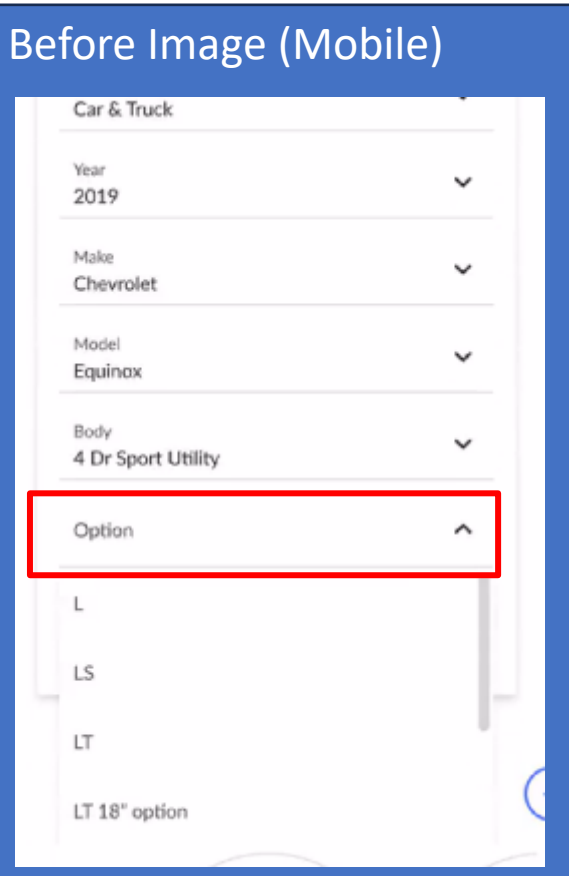 Before Image (Mobile)
Car & Truck
Year
2019
Make
Chevrolet
Model
Equinox
Body
4 Dr Sport Utility
Option
L
LS
LT
LT 18" option